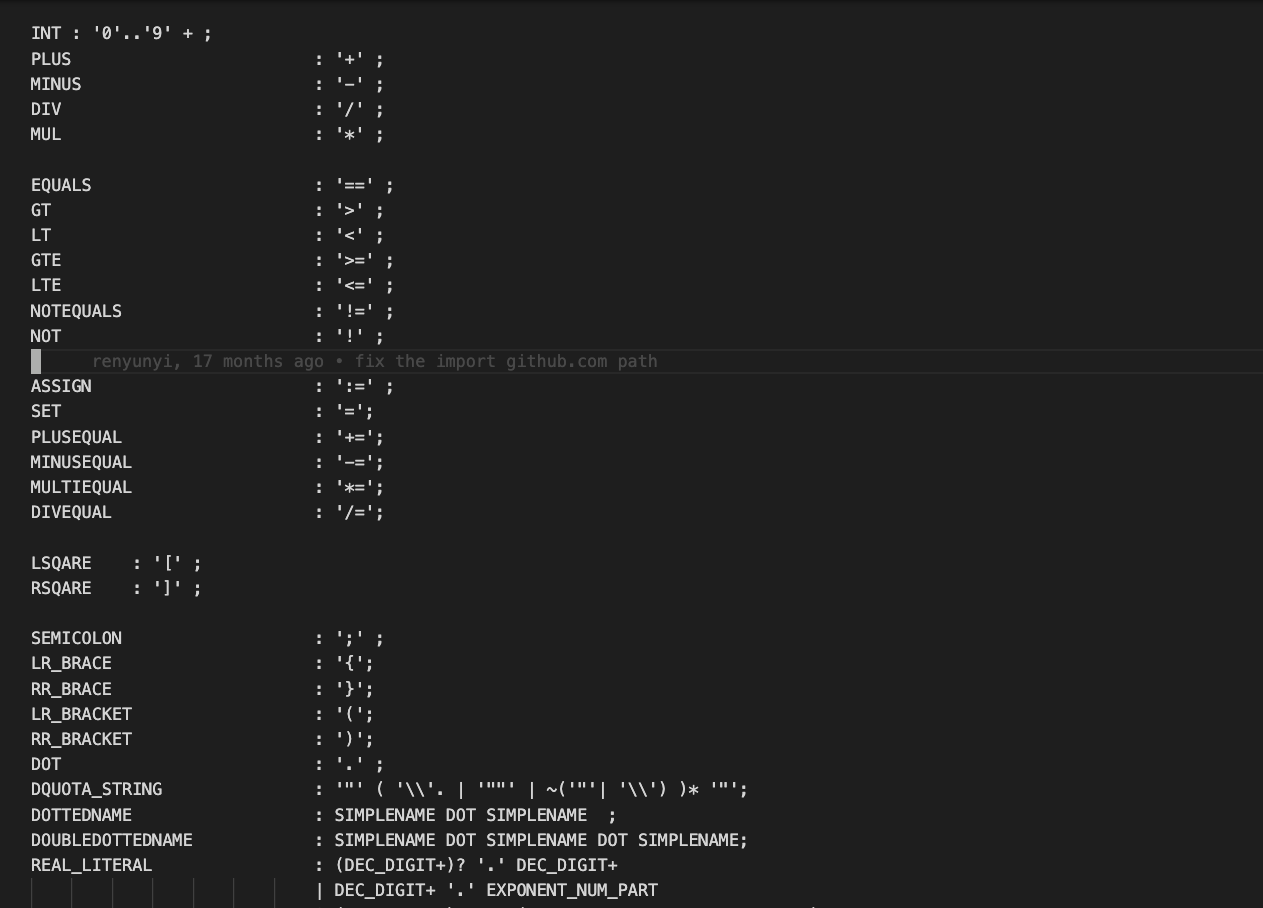 INT : '0'..'9' + ;
PLUS : '+' ;
MINUS : '-' ;
DIV : '/' ;
MUL : '*' ;
EQUALS : '==' ;
GT : '>' ;
LT : '<' ;
GTE : '>=' ;
LTE : '<=' ;
NOTEQUALS : '!=' ;
NOT : '!' ;
renyunyi, 17 months ago • fix the import github.com path
ASSIGN : ':=' ;
SET : '=';
PLUSEQUAL : '+=';
MINUSEQUAL : '-=';
MULTIEQUAL : '*=';
DIVEQUAL : '/=';
LSQARE : '[' ;
RSQARE : ']' ;
SEMICOLON : ';' ;
LR_BRACE : '{';
RR_BRACE : '}';
LR_BRACKET : '(';
RR_BRACKET : ')';
DOT : '.' ;
DQUOTA_STRING : '"' ( '\\'. | '""' | ~('"'| '\\') )* '"';
DOTTEDNAME : SIMPLENAME DOT SIMPLENAME ;
DOUBLEDOTTEDNAME : SIMPLENAME DOT SIMPLENAME DOT SIMPLENAME;
REAL_LITERAL : (DEC_DIGIT+)? '.' DEC_DIGIT+
| DEC_DIGIT+ '.' EXPONENT_NUM_PART